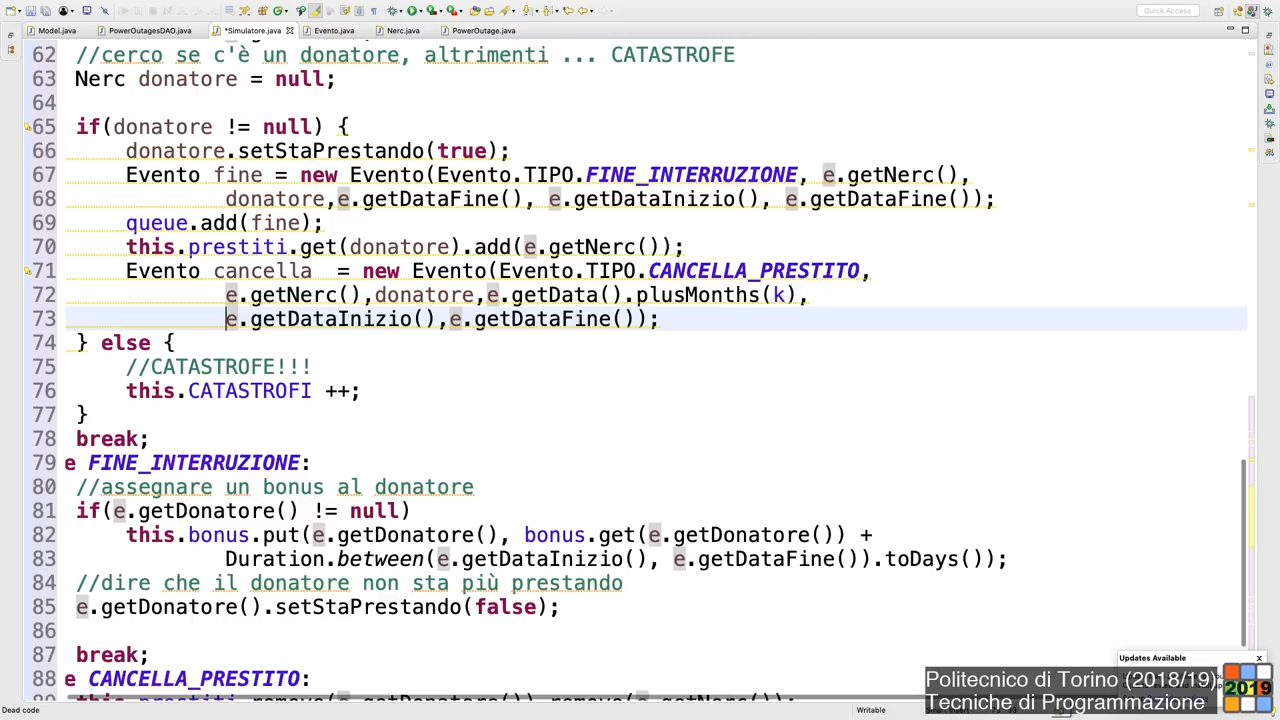 Quick Access
Model.java
PowerOutagesDAO.java
*Simulatore.java
Evento.java
Nerc.java
PowerOutage.java
62 //cerco se c'è un donatore, altrimenti ... CATASTROFE
63 Nerc donatore = null;
64
65 if(donatore != null) {
66 donatore.setStaPrestando(true);
67 Evento fine = new Evento(Evento.TIPO.FINE_INTERRUZIONE, e.getNerc(),
68 donatore,e.getDataFine(), e.getDataInizio(), e.getDataFine());
69 queue.add(fine);
70 this.prestiti.get(donatore).add(e.getNerc());
71 Evento cancella  = new Evento(Evento.TIPO.CANCELLA_PRESTITO,
72 e.getNerc(),donatore,e.getData().plusMonths(k),
73 e.getDataInizio(),e.getDataFine());
74 } else {
75 //CATASTROFE!!!
76 this.CATASTROFI ++;
77 }
78 break;
79 e FINE_INTERRUZIONE:
80 //assegnare un bonus al donatore
81 if(e.getDonatore() != null)
82 this.bonus.put(e.getDonatore(), bonus.get(e.getDonatore() +
83 Duration.between(e.getDataInizio(), e.getDataFine()).toDays());
84 //dire che il donatore non sta più prestando
85 e.getDonatore().setStaPrestando(false);
86
87 break;
88 e CANCELLA_PRESTITO:
Updates Available
Politecnico di Torino (2018/19)
Tecniche di Programmazione
2019
Dead code
Writable